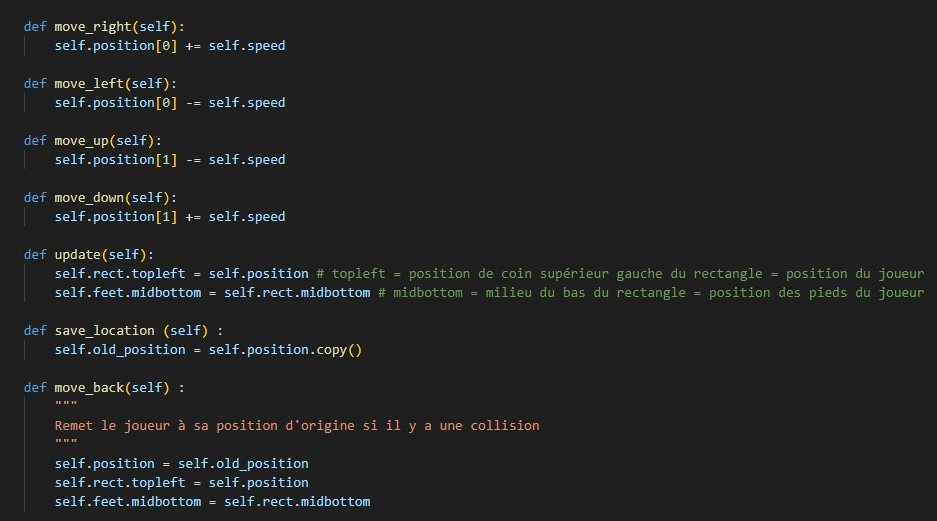 def move_right(self):
    self.position[0] += self.speed
def move_left(self):
    self.position[0] -= self.speed
def move_up(self):
    self.position[1] -= self.speed
def move_down(self):
    self.position[1] += self.speed
def update(self):
    self.rect.topleft = self.position # topleft = position de coin supérieur gauche du rectangle = position du joueur
    self.feet.midbottom = self.rect.midbottom # midbottom = milieu du bas du rectangle = position des pieds du joueur
def save_location (self) :
    self.old_position = self.position.copy()
def move_back(self) :
    """
    Remet le joueur à sa position d'origine si il y a une collision
    """
    self.position = self.old_position
    self.rect.topleft = self.position
    self.feet.midbottom = self.rect.midbottom